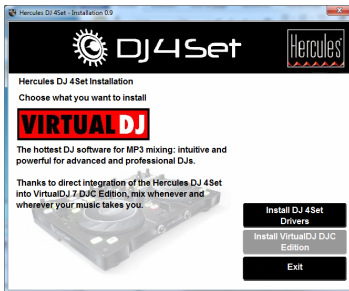 Hercules DJ 4Set - Installation 0.9
DJ4Set
Hercules
Hercules DJ 4Set Installation
Choose what you want to install
VIRTUALDJ
The hottest DJ software for MP3 mixing: intuitive and
powerful for advanced and professional DJs.
Thanks to direct integration of the Hercules DJ 4Set
into VirtualDJ 7 DJC Edition, mix whenever and
wherever your music takes you.
Install DJ 4Set
Drivers
Install VirtualDJ DJC
Edition
Exit